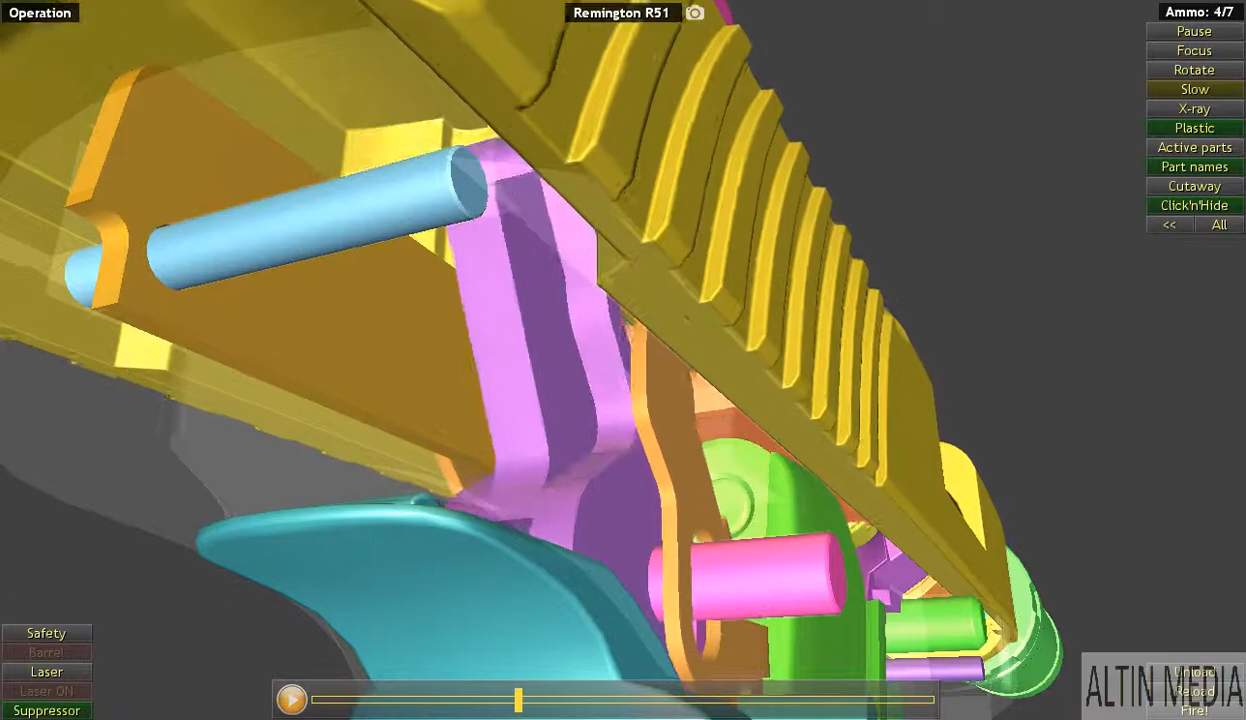 Operation
Remington R51
Ammo: 4/7
Pause
Focus
Rotate
Slow
X-ray
Plastic
Active parts
Part names
Cutaway
Click'n'Hide
<< All
Safety
Barrel
Laser
Laser ON
Suppressor
Unload
Reload
Fire!
ALTIN MEDIA